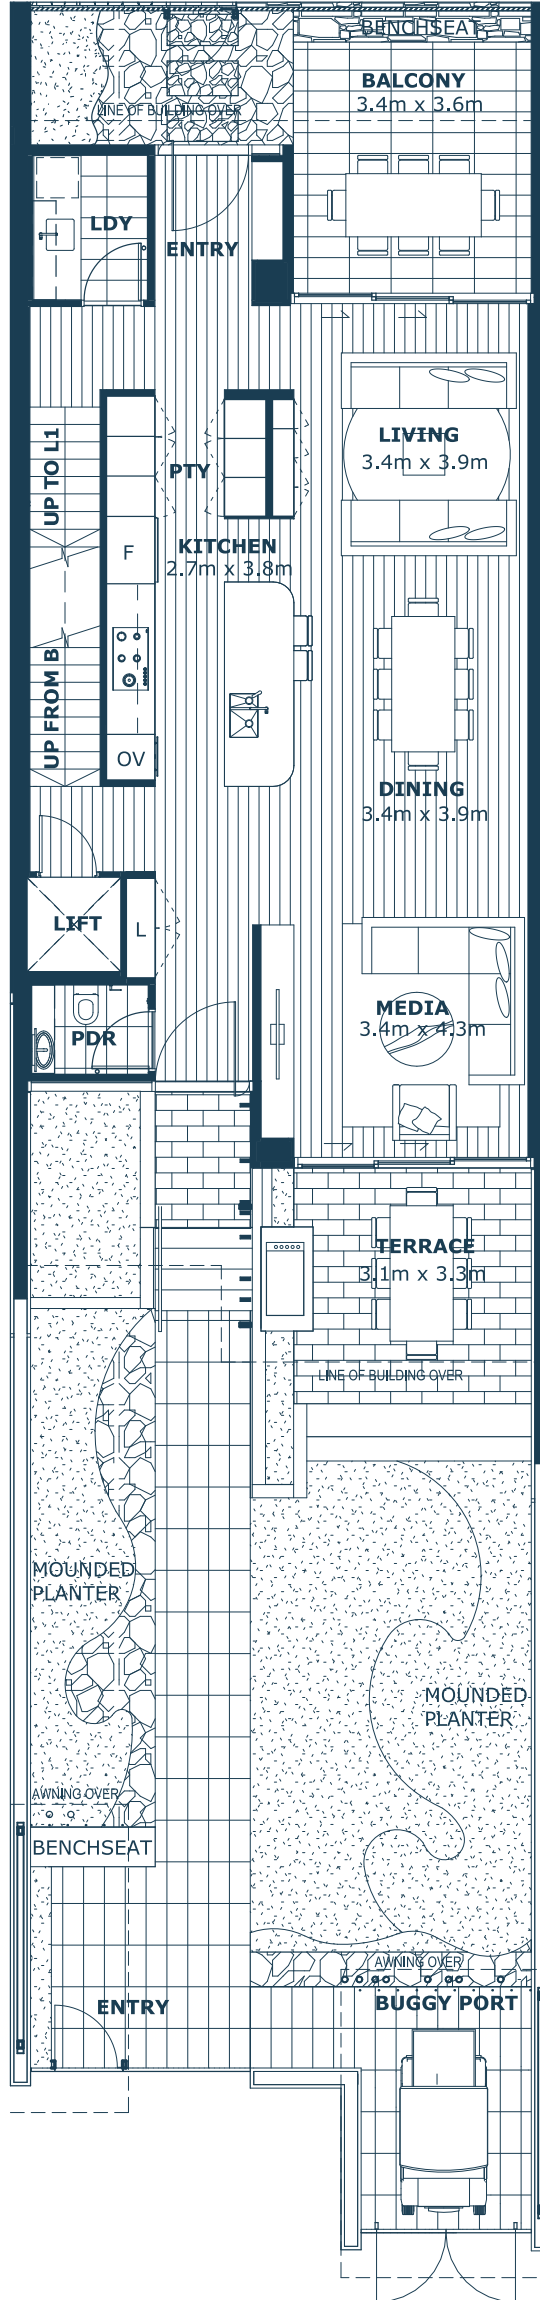 BENCHSEAT
BALCONY
3.4m x 3.6m
LINE OF BUILDING OVER
LDY
ENTRY
LIVING
3.4m x 3.9m
UP TO L1
PTY
KITCHEN
2.7m x 3.8m
F
UP FROM B
OV
DINING
3.4m x 3.9m
LIFT
L
MEDIA
3.4m x 4.3m
PDR
TERRACE
3.1m x 3.3m
LINE OF BUILDING OVER
MOUNDED
PLANTER
MOUNDED
PLANTER
AWNING OVER
BENCHSEAT
AWNING OVER
BUGGY PORT
ENTRY